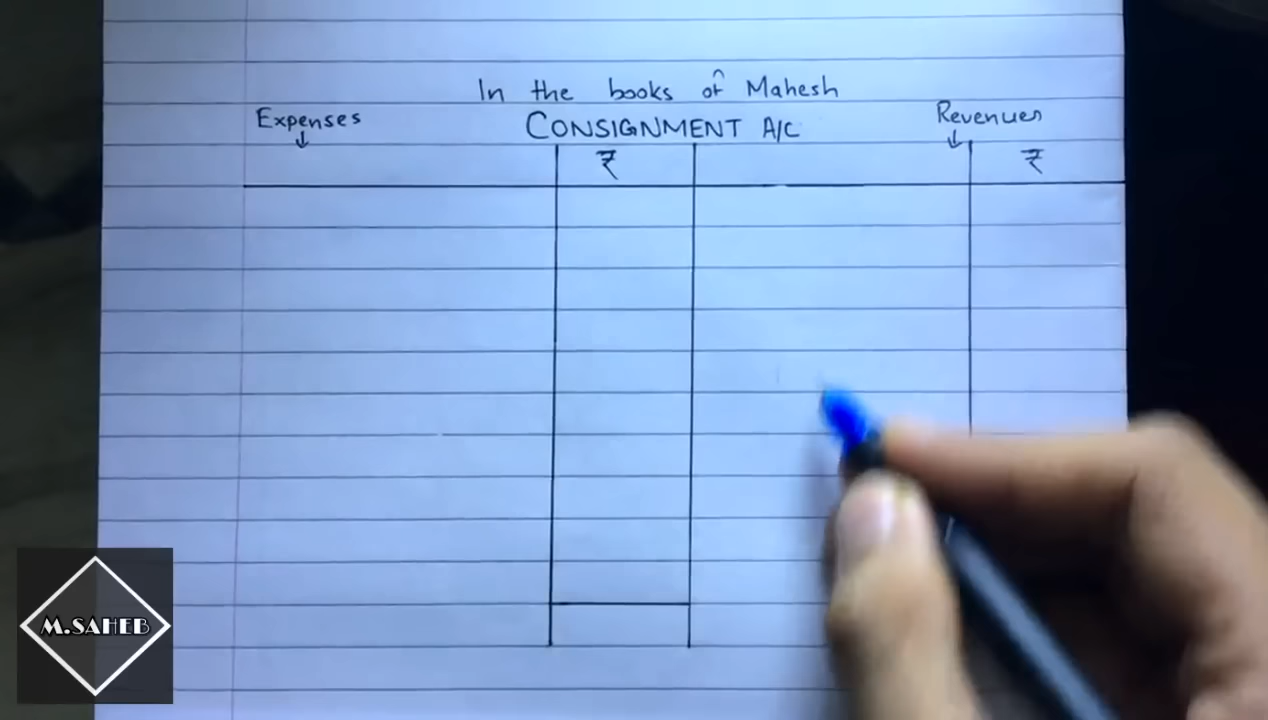 In the books of Mahesh
Expenses CONSIGNMENT A/C Revenues
↓ ↓
₹ ₹
M.SAHEB